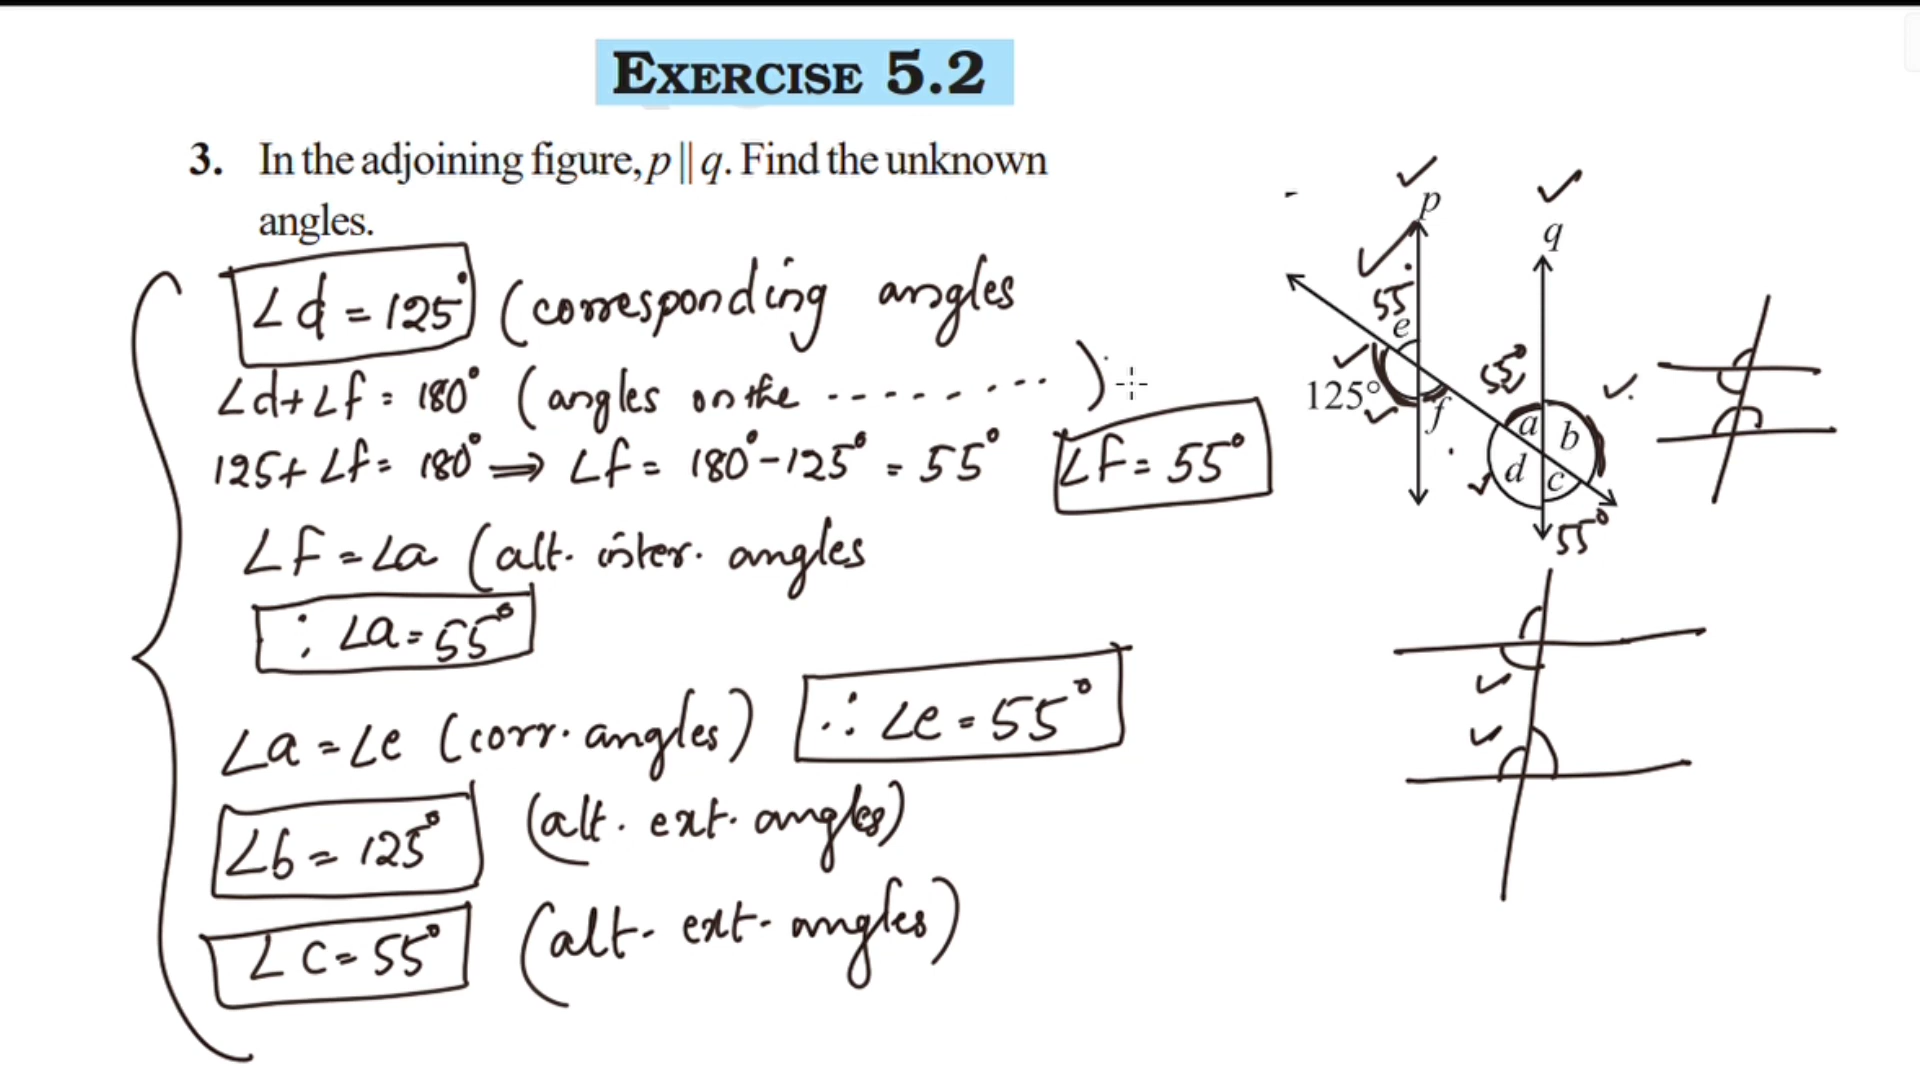 EXERCISE 5.2
3. In the adjoining figure, p || q. Find the unknown
angles.
∠d = 125° (corresponding angles
∠d+∠f = 180° (angles on the --------- )
125+∠f = 180° ⟹ ∠f = 180°-125° = 55°
∠f = 55°
∠f = ∠a (alt. inter. angles
∴ ∠a = 55°
∠a = ∠e (corr. angles)
∴ ∠e = 55°
∠b = 125° (alt. ext. angles)
∠c = 55° (alt. ext. angles)
p
q
55
e
125°
f
55°
a
b
d
c
55°